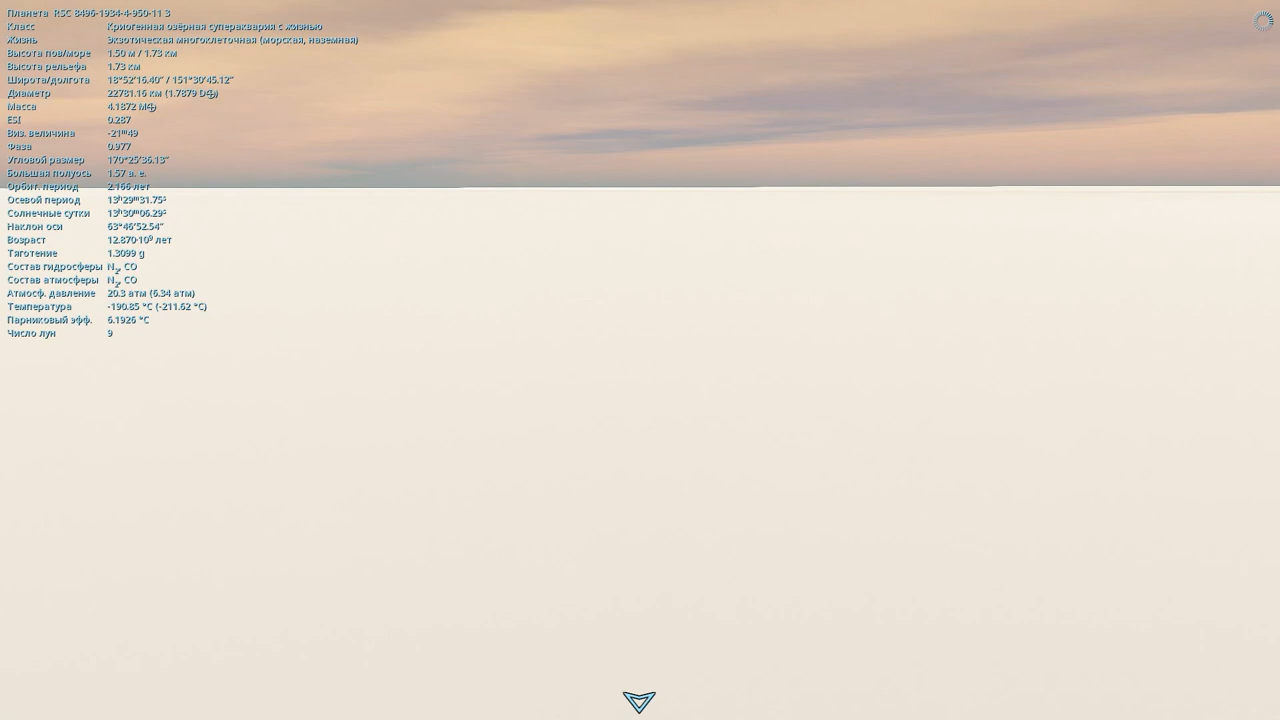 Планета RSC 8496-1934-4-950-11 3
Класс Криогенная озёрная супераквария с жизнью
Жизнь Экзотическая многоклеточная (морская, наземная)
Высота пов/море 1.50 м / 1.73 км
Высота рельефа 1.73 км
Широта/долгота 18°52'16.40" / 151°30'45.12"
Диаметр 22781.16 км (1.7879 D⊕)
Масса 4.1872 M⊕
ESI 0.287
Виз. величина -21ᵐ49
Фаза 0.977
Угловой размер 170°25'36.13"
Большая полуось 1.57 а. е.
Орбит. период 2.166 лет
Осевой период 13ʰ29ᵐ31.75ˢ
Солнечные сутки 13ʰ30ᵐ06.29ˢ
Наклон оси 63°46'52.54"
Возраст 12.870·10⁹ лет
Тяготение 1.3099 g
Состав гидросферы N₂, CO
Состав атмосферы N₂, CO
Атмосф. давление 20.3 атм (6.34 атм)
Температура -190.85 °C (-211.62 °C)
Парниковый эфф. 6.1926 °C
Число лун 9